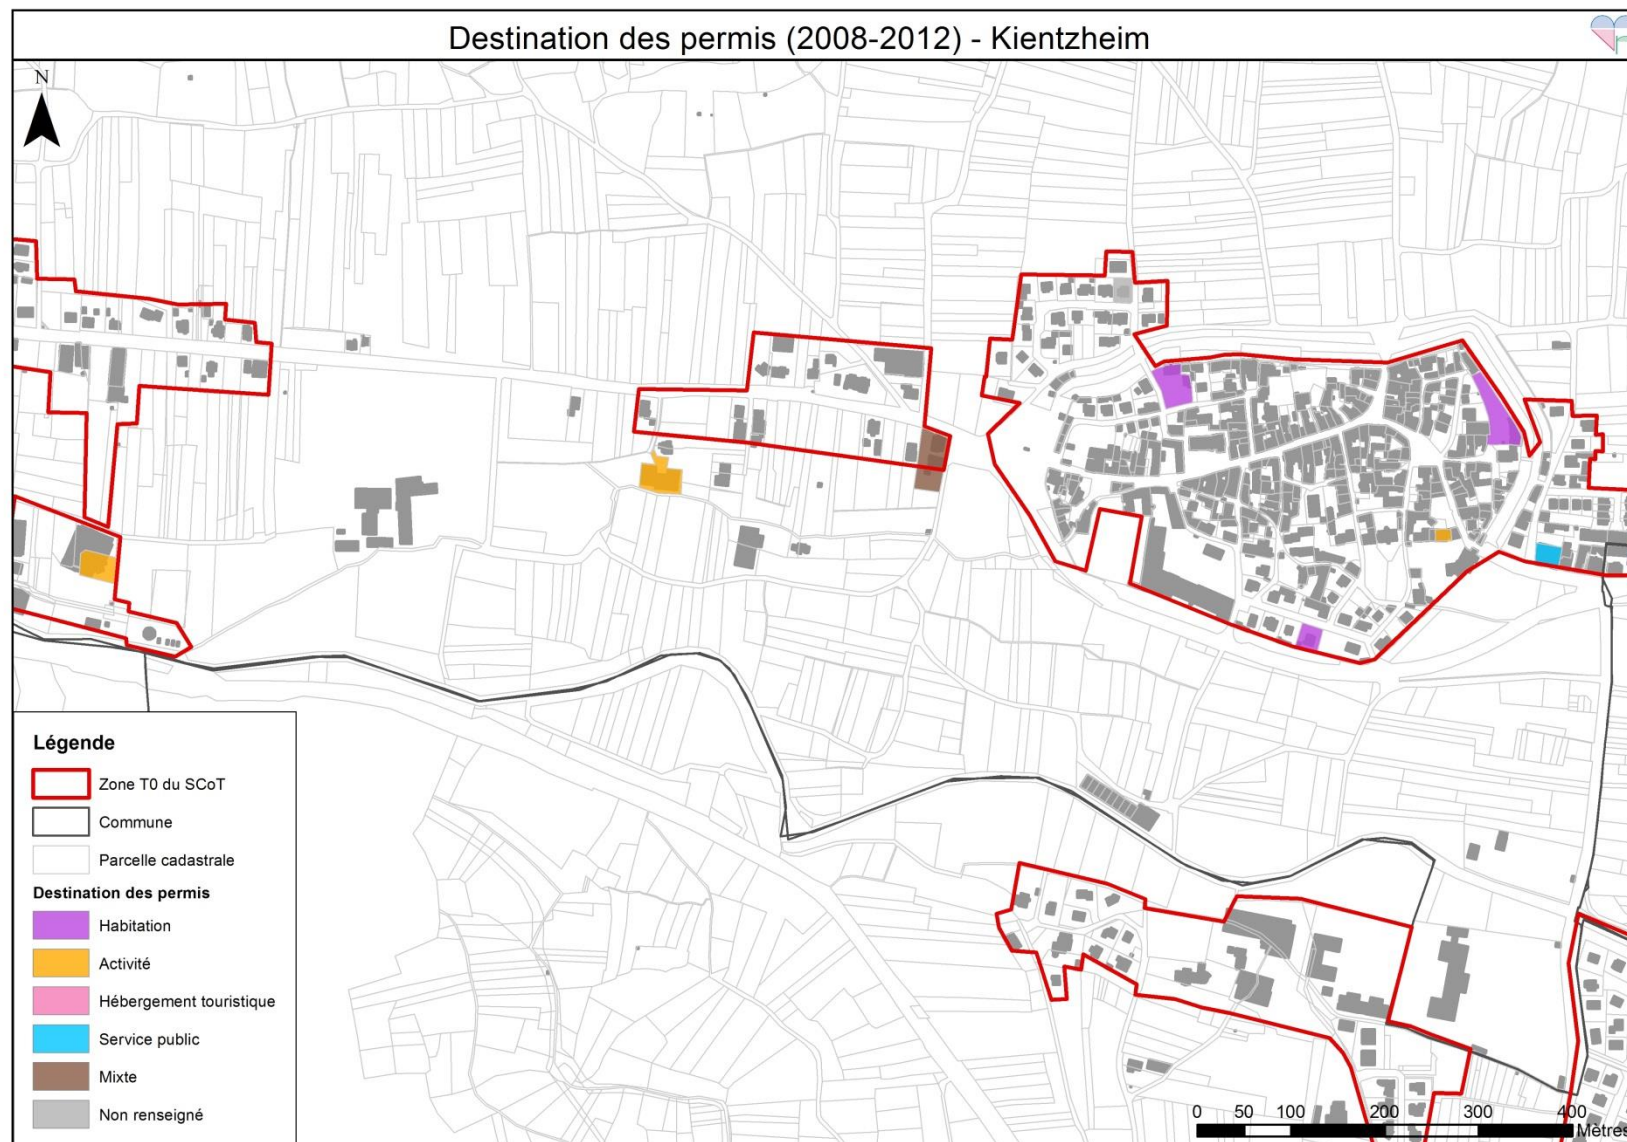 Destination des permis (2008-2012) - Kientzheim
N
Légende
Zone T0 du SCoT
Commune
Parcelle cadastrale
Destination des permis
Habitation
Activité
Hébergement touristique
Service public
Mixte
Non renseigné
0 50 100 200 300 400
Mètres